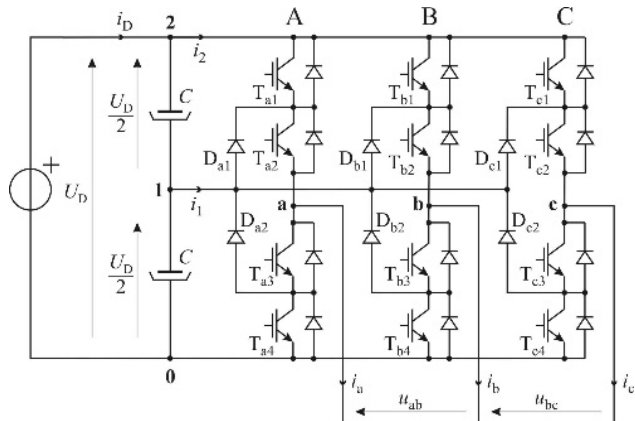 i_D 2 i_2 A B C
U_D/2 C T_a1 T_b1 T_c1
D_a1 T_a2 D_b1 T_b2 D_c1 T_c2
U_D + 1 i_1 a b c
U_D/2 C D_a2 T_a3 D_b2 T_b3 D_c2 T_c3
T_a4 T_b4 T_c4
0
i_a i_b i_c
u_ab u_bc